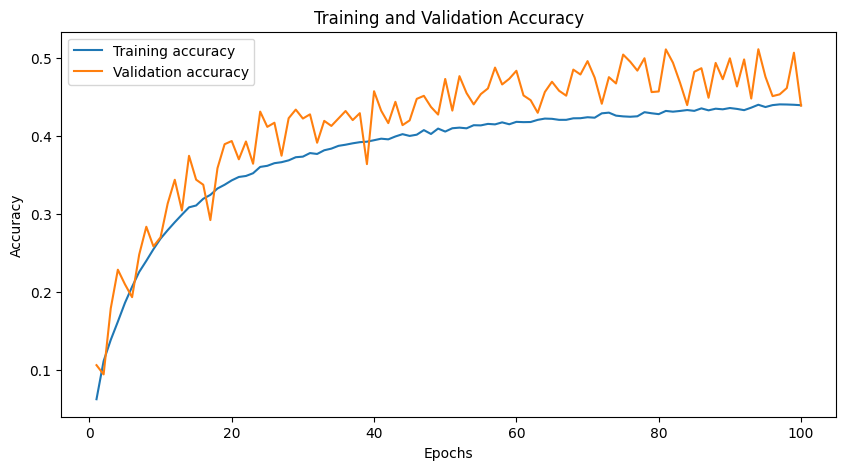 Training and Validation Accuracy
Training accuracy
Validation accuracy
0.5
0.4
0.3
0.2
0.1
Accuracy
0 20 40 60 80 100
Epochs